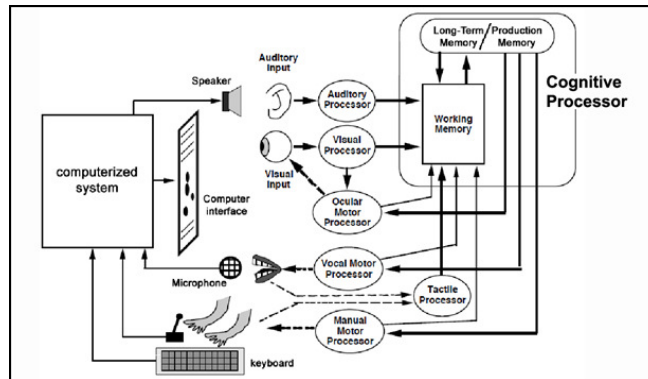 Long-Term / Production
Memory Memory
Cognitive
Processor
Auditory
Input
Speaker
Auditory
Processor
Working
Memory
Visual
Processor
Visual
Input
computerized
system
Computer
interface
Ocular
Motor
Processor
Vocal Motor
Processor
Microphone
Tactile
Processor
Manual
Motor
Processor
keyboard